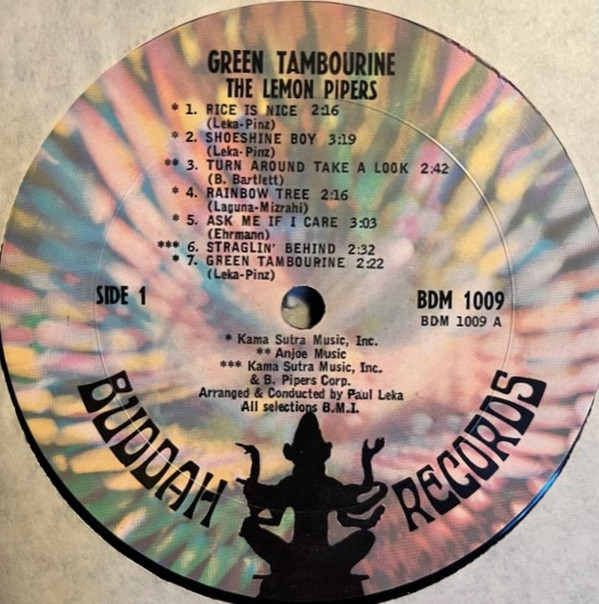 GREEN TAMBOURINE
THE LEMON PIPERS
* 1. RICE IS NICE 2:16
(Leka-Pinz)
* 2. SHOESHINE BOY 3:19
(Leka-Pinz)
** 3. TURN AROUND TAKE A LOOK 2:42
(B. Bartlett)
* 4. RAINBOW TREE 2:16
(Laguna-Mizrahi)
* 5. ASK ME IF I CARE 3:03
(Ehrmann)
*** 6. STRAGLIN' BEHIND 2:32
* 7. GREEN TAMBOURINE 2:22
(Leka-Pinz)
SIDE 1
BDM 1009
BDM 1009 A
* Kama Sutra Music, Inc.
** Anjoe Music
*** Kama Sutra Music, Inc.
& B. Pipers Corp.
Arranged & Conducted by Paul Leka
All selections B.M.I.
BUDDAH RECORDS